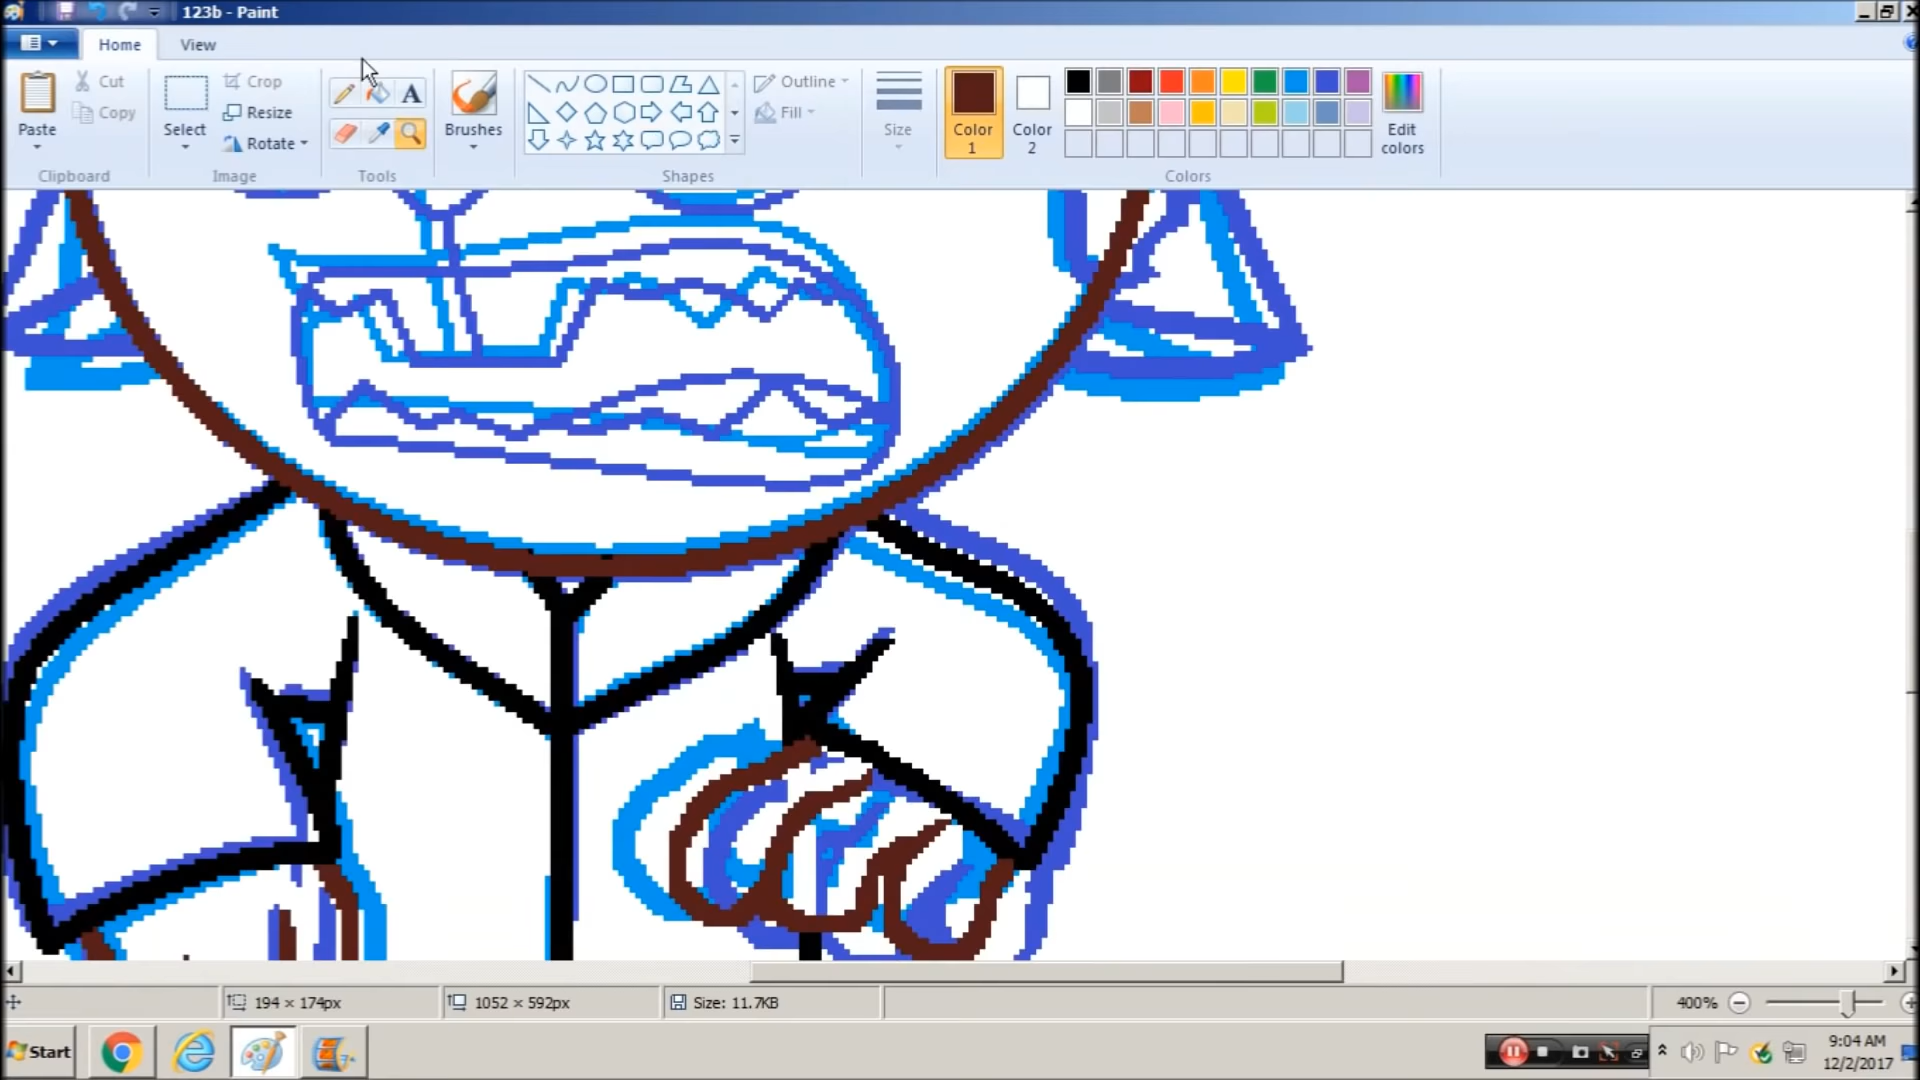 123b - Paint
Home View
Paste
Cut
Copy
Clipboard
Select
Crop
Resize
Rotate
Image
A
Tools
Brushes
Shapes
Outline
Fill
Size
Color 1
Color 2
Edit colors
Colors
194 × 174px
1052 × 592px
Size: 11.7KB
400%
Start
9:04 AM
12/2/2017